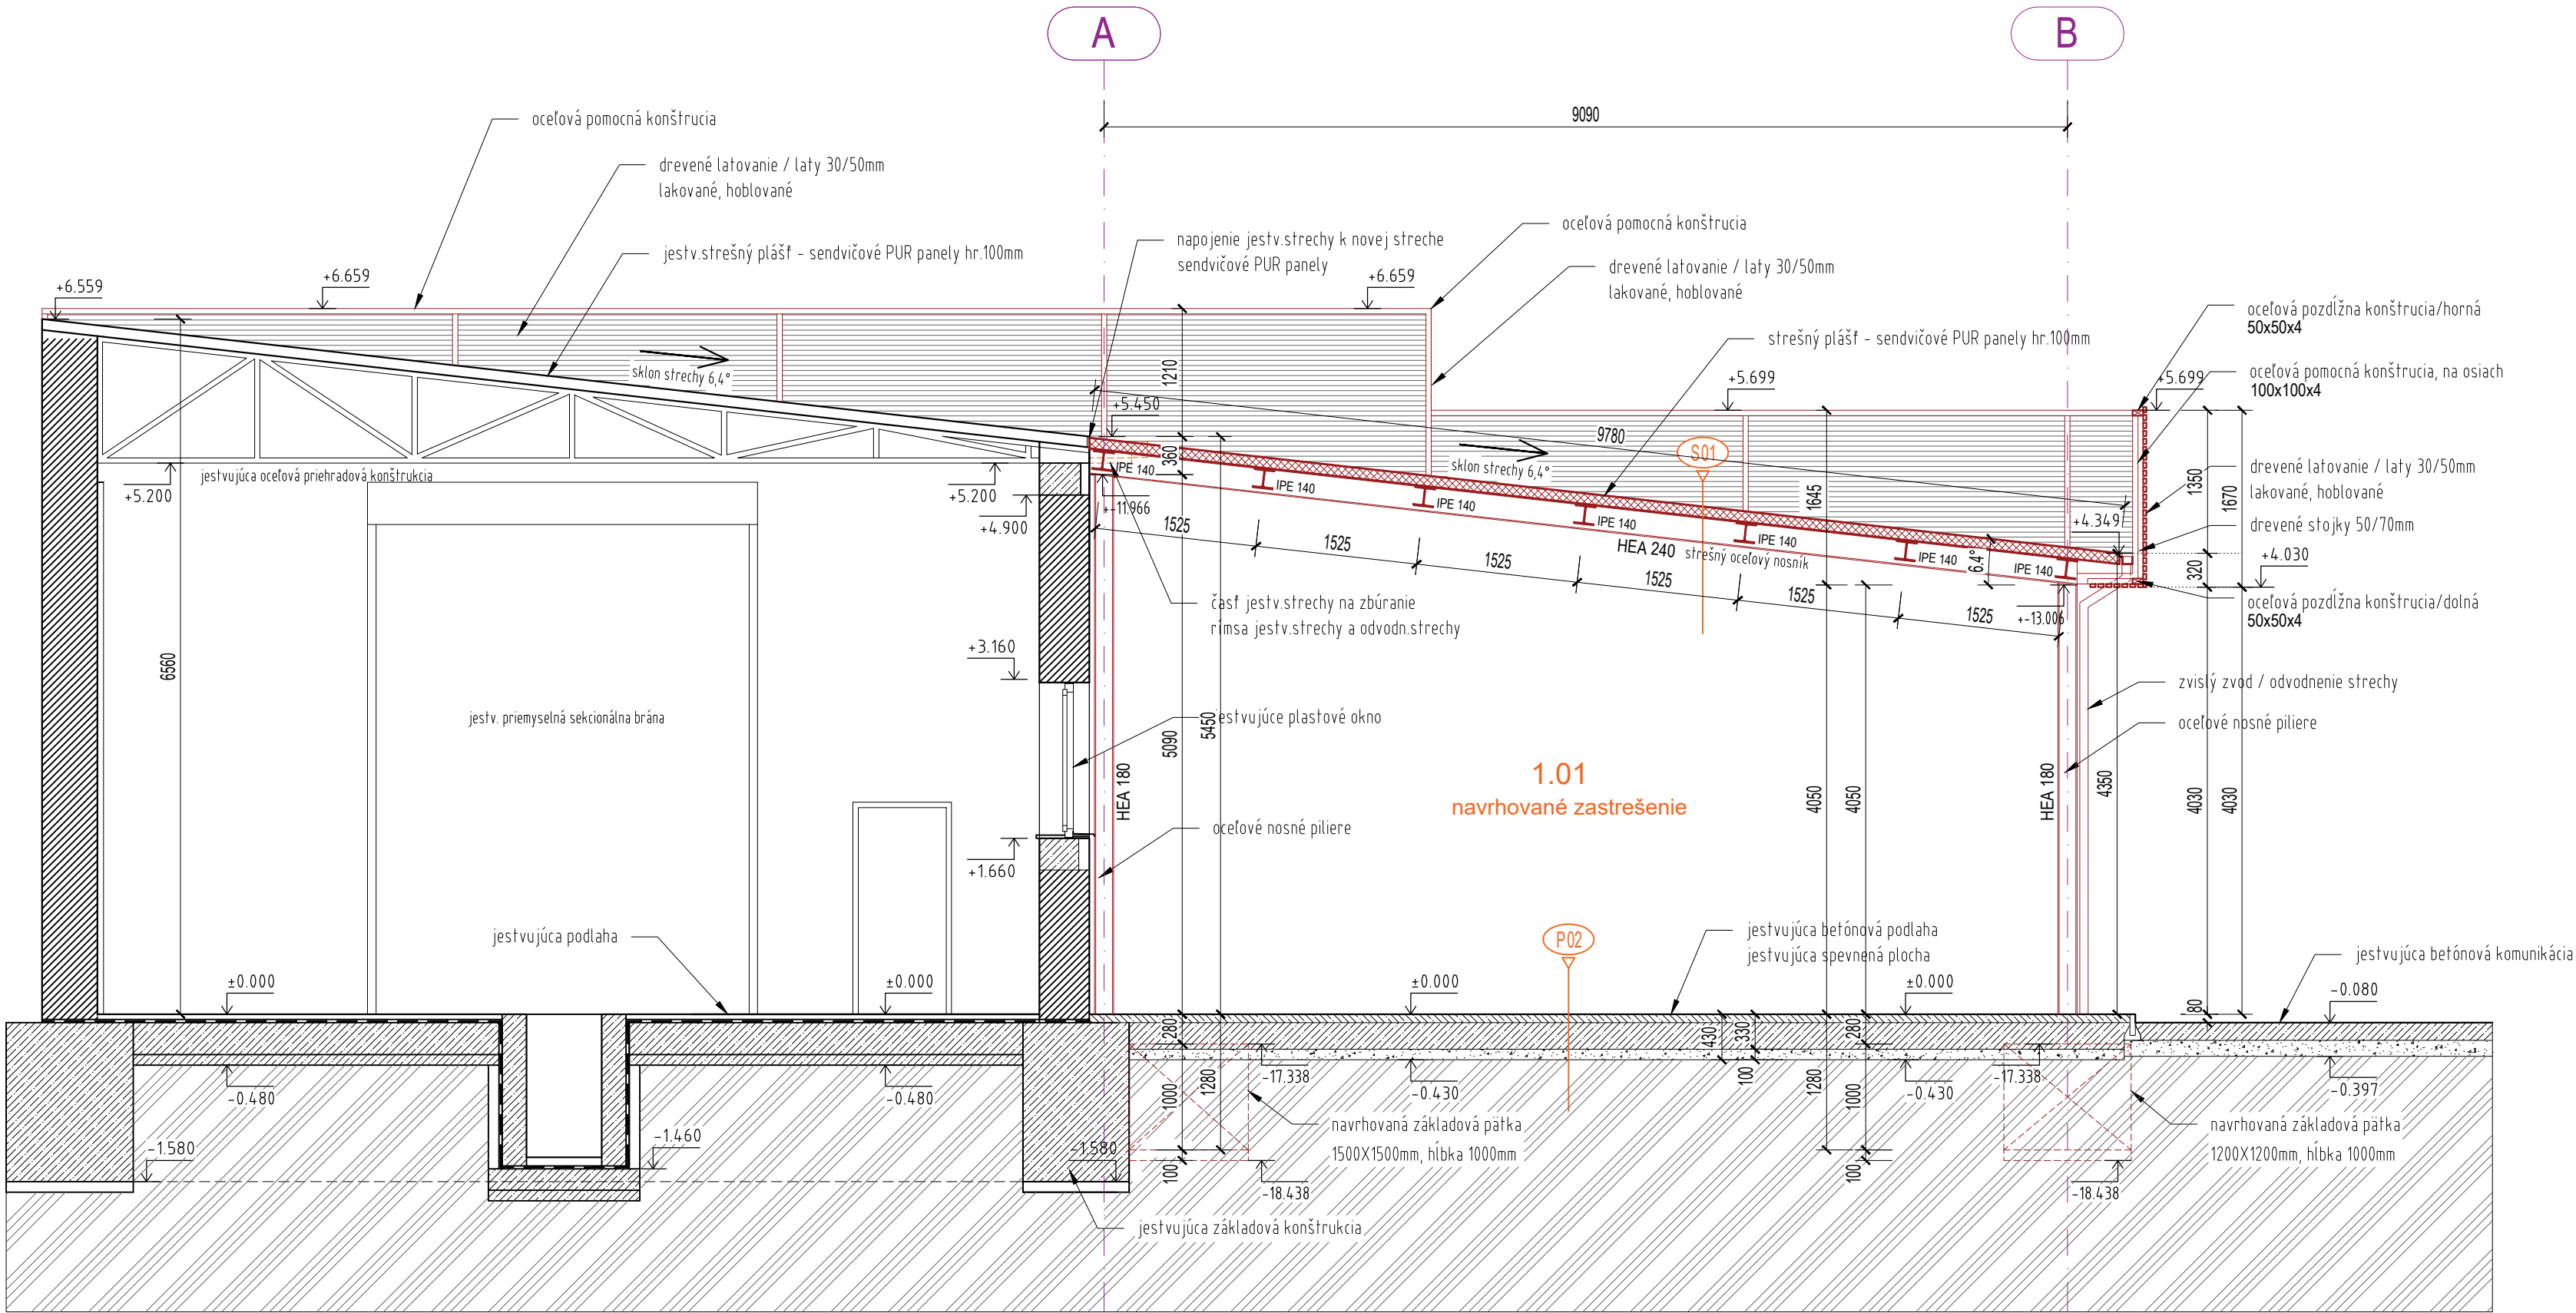 A
B
9090
oceľová pomocná konštrucia
drevené latovanie / laty 30/50mm
lakované, hoblované
jestv.strešný plášť - sendvičové PUR panely hr.100mm
napojenie jestv.strechy k novej streche
sendvičové PUR panely
oceľová pomocná konštrucia
drevené latovanie / laty 30/50mm
lakované, hoblované
strešný plášť - sendvičové PUR panely hr.100mm
oceľová pozdĺžna konštrucia/horná
50x50x4
oceľová pomocná konštrucia, na osiach
100x100x4
drevené latovanie / laty 30/50mm
lakované, hoblované
drevené stojky 50/70mm
oceľová pozdĺžna konštrucia/dolná
50x50x4
+6.559
+6.659
+6.659
+5.699
+5.699
+5.450
1210
360
9780
S01
1645
1350
1670
320
+4.349
+4.030
sklon strechy 6,4°
sklon strechy 6,4°
jestvujúca oceľová priehradová konštrukcia
+5.200
+5.200
+4.900
+-11.966
IPE 140
IPE 140
IPE 140
IPE 140
IPE 140
IPE 140
IPE 140
1525
1525
1525
1525
1525
1525
HEA 240
strešný oceľový nosník
6.4°
+-13.006
časť jestv.strechy na zbúranie
rímsa jestv.strechy a odvodn.strechy
+3.160
6560
jestv. priemyselná sekcionálna brána
jestvujúce plastové okno
5090
5450
HEA 180
oceľové nosné piliere
+1.660
1.01
navrhované zastrešenie
4050
4050
HEA 180
4350
4030
4030
zvislý zvod / odvodnenie strechy
oceľové nosné piliere
jestvujúca podlaha
P02
jestvujúca betónová podlaha
jestvujúca spevnená plocha
jestvujúca betónová komunikácia
±0.000
±0.000
±0.000
±0.000
-0.080
80
280
430
330
280
-17.338
-17.338
100
-0.480
-0.480
-0.430
-0.430
-0.397
1000
1280
1280
1000
navrhovaná základová pätka
1500X1500mm, hĺbka 1000mm
navrhovaná základová pätka
1200X1200mm, hĺbka 1000mm
-1.580
-1.460
-1.580
100
100
-18.438
-18.438
jestvujúca základová konštrukcia